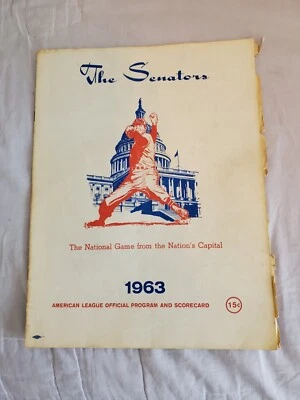 The Senators
The National Game from the Nation's Capital
1963
AMERICAN LEAGUE OFFICIAL PROGRAM AND SCORECARD 15¢